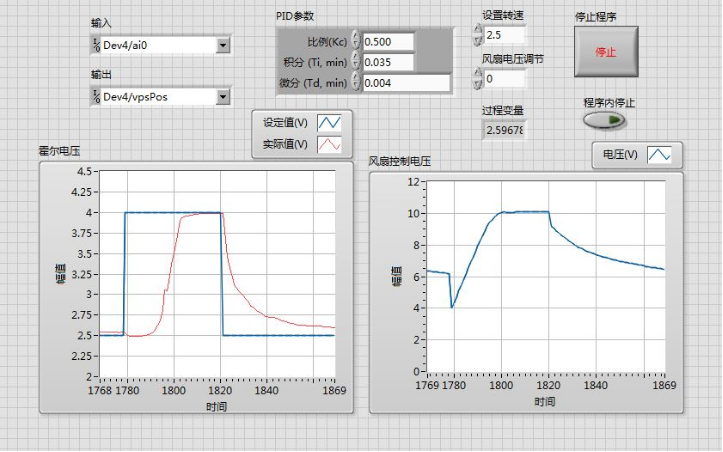 输入
Dev4/ai0
输出
Dev4/vpsPos
PID参数
比例(Kc) 0.500
积分 (Ti, min) 0.035
微分 (Td, min) 0.004
设置转速
2.5
风扇电压调节
0
过程变量
2.59678
停止程序
停止
程序内停止
设定值(V)
实际值(V)
霍尔电压
4.5
4.25
4
3.75
3.5
3.25
3
2.75
2.5
2.25
2
幅值
1768 1780 1800 1820 1840 1869
时间
电压(V)
风扇控制电压
12
10
8
6
4
2
0
幅值
1769 1780 1800 1820 1840 1869
时间